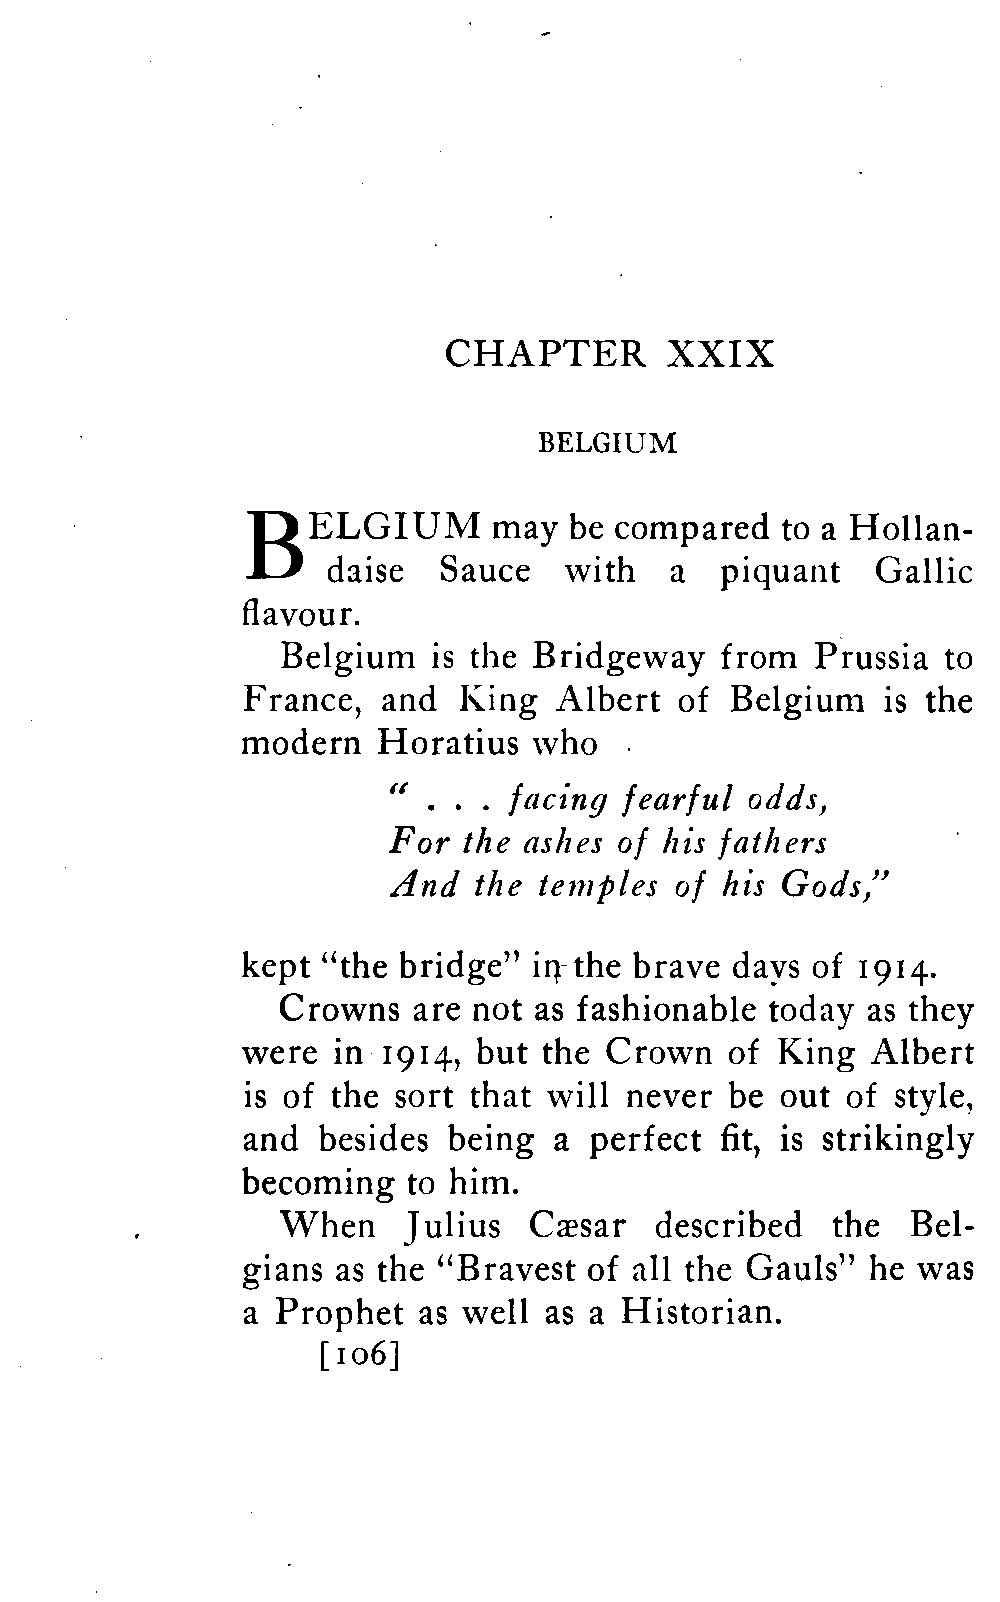 CHAPTER XXIX
BELGIUM
BELGIUM may be compared to a Hollan-
daise Sauce with a piquant Gallic
flavour.
Belgium is the Bridgeway from Prussia to
France, and King Albert of Belgium is the
modern Horatius who
“ . . . facing fearful odds,
For the ashes of his fathers
And the temples of his Gods,”
kept “the bridge” in the brave days of 1914.
Crowns are not as fashionable today as they
were in 1914, but the Crown of King Albert
is of the sort that will never be out of style,
and besides being a perfect fit, is strikingly
becoming to him.
When Julius Cæsar described the Bel-
gians as the “Bravest of all the Gauls” he was
a Prophet as well as a Historian.
[106]